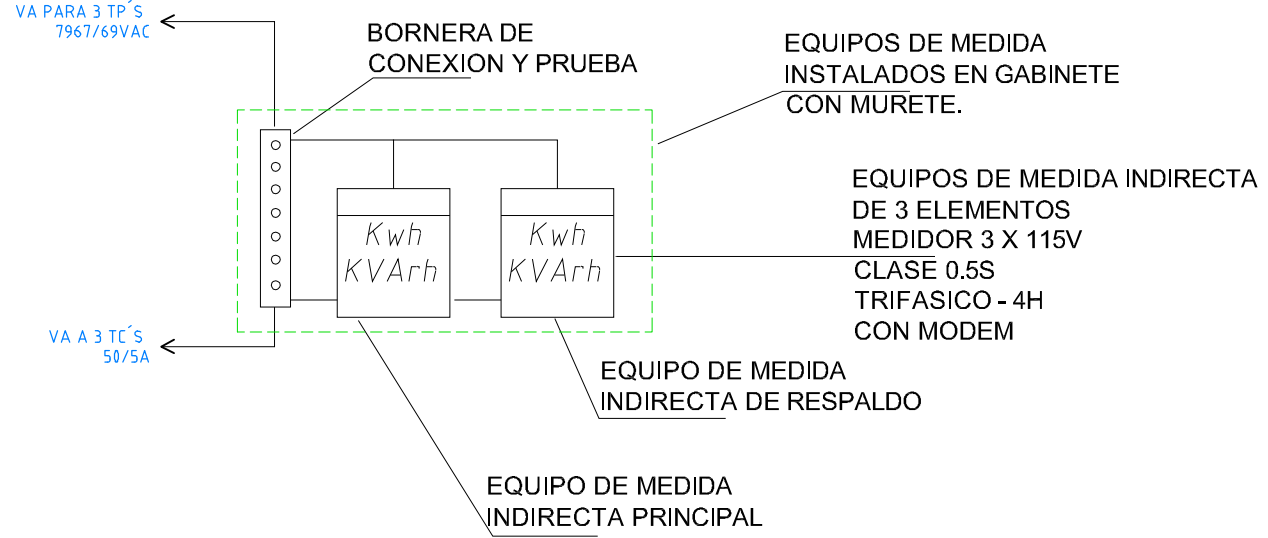 VA PARA 3 TP´S
7967/69VAC
BORNERA DE
CONEXION Y PRUEBA
EQUIPOS DE MEDIDA
INSTALADOS EN GABINETE
CON MURETE.
EQUIPOS DE MEDIDA INDIRECTA
DE 3 ELEMENTOS
MEDIDOR 3 X 115V
CLASE 0.5S
TRIFASICO - 4H
CON MODEM
Kwh
KVArh
Kwh
KVArh
VA A 3 TC´S
50/5A
EQUIPO DE MEDIDA
INDIRECTA DE RESPALDO
EQUIPO DE MEDIDA
INDIRECTA PRINCIPAL